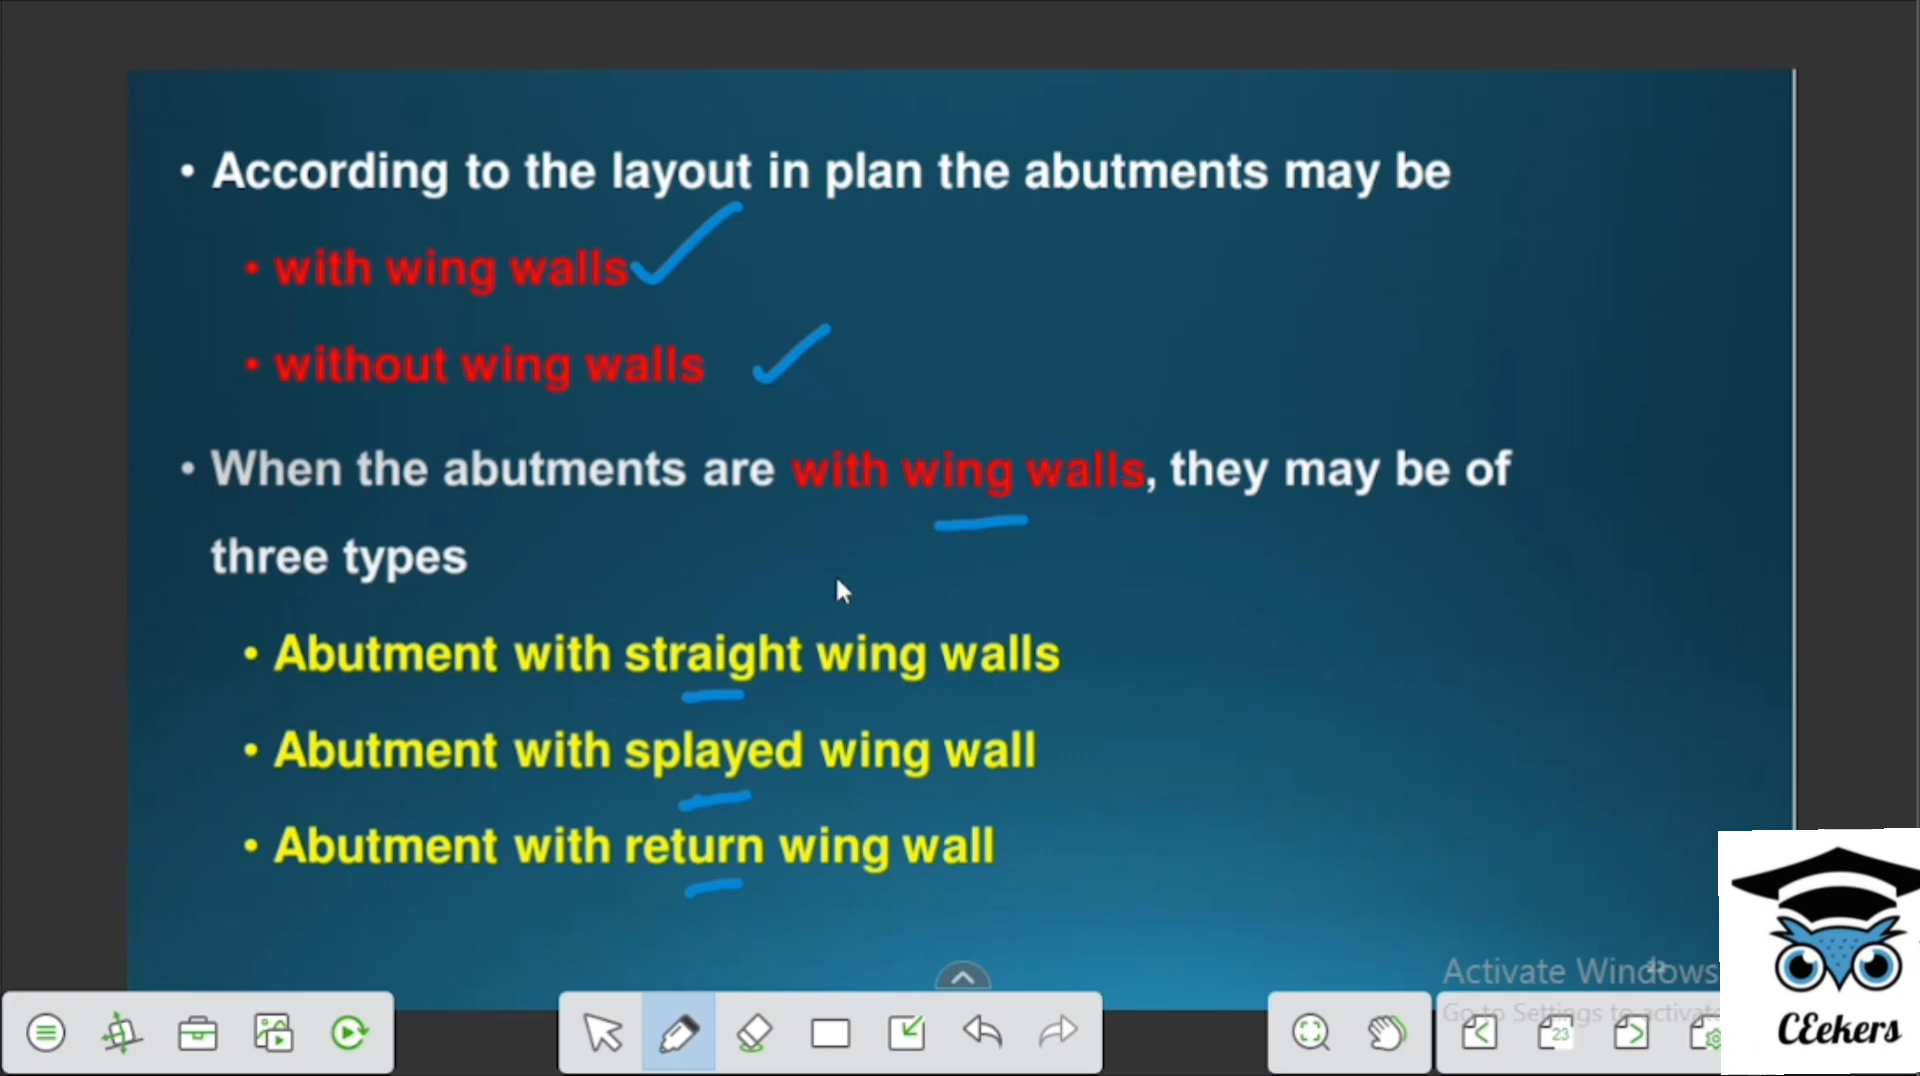 • According to the layout in plan the abutments may be
• with wing walls
• without wing walls
• When the abutments are with wing walls, they may be of
three types
• Abutment with straight wing walls
• Abutment with splayed wing wall
• Abutment with return wing wall
Activate Windows
Go to Settings to activate
23
CEekers